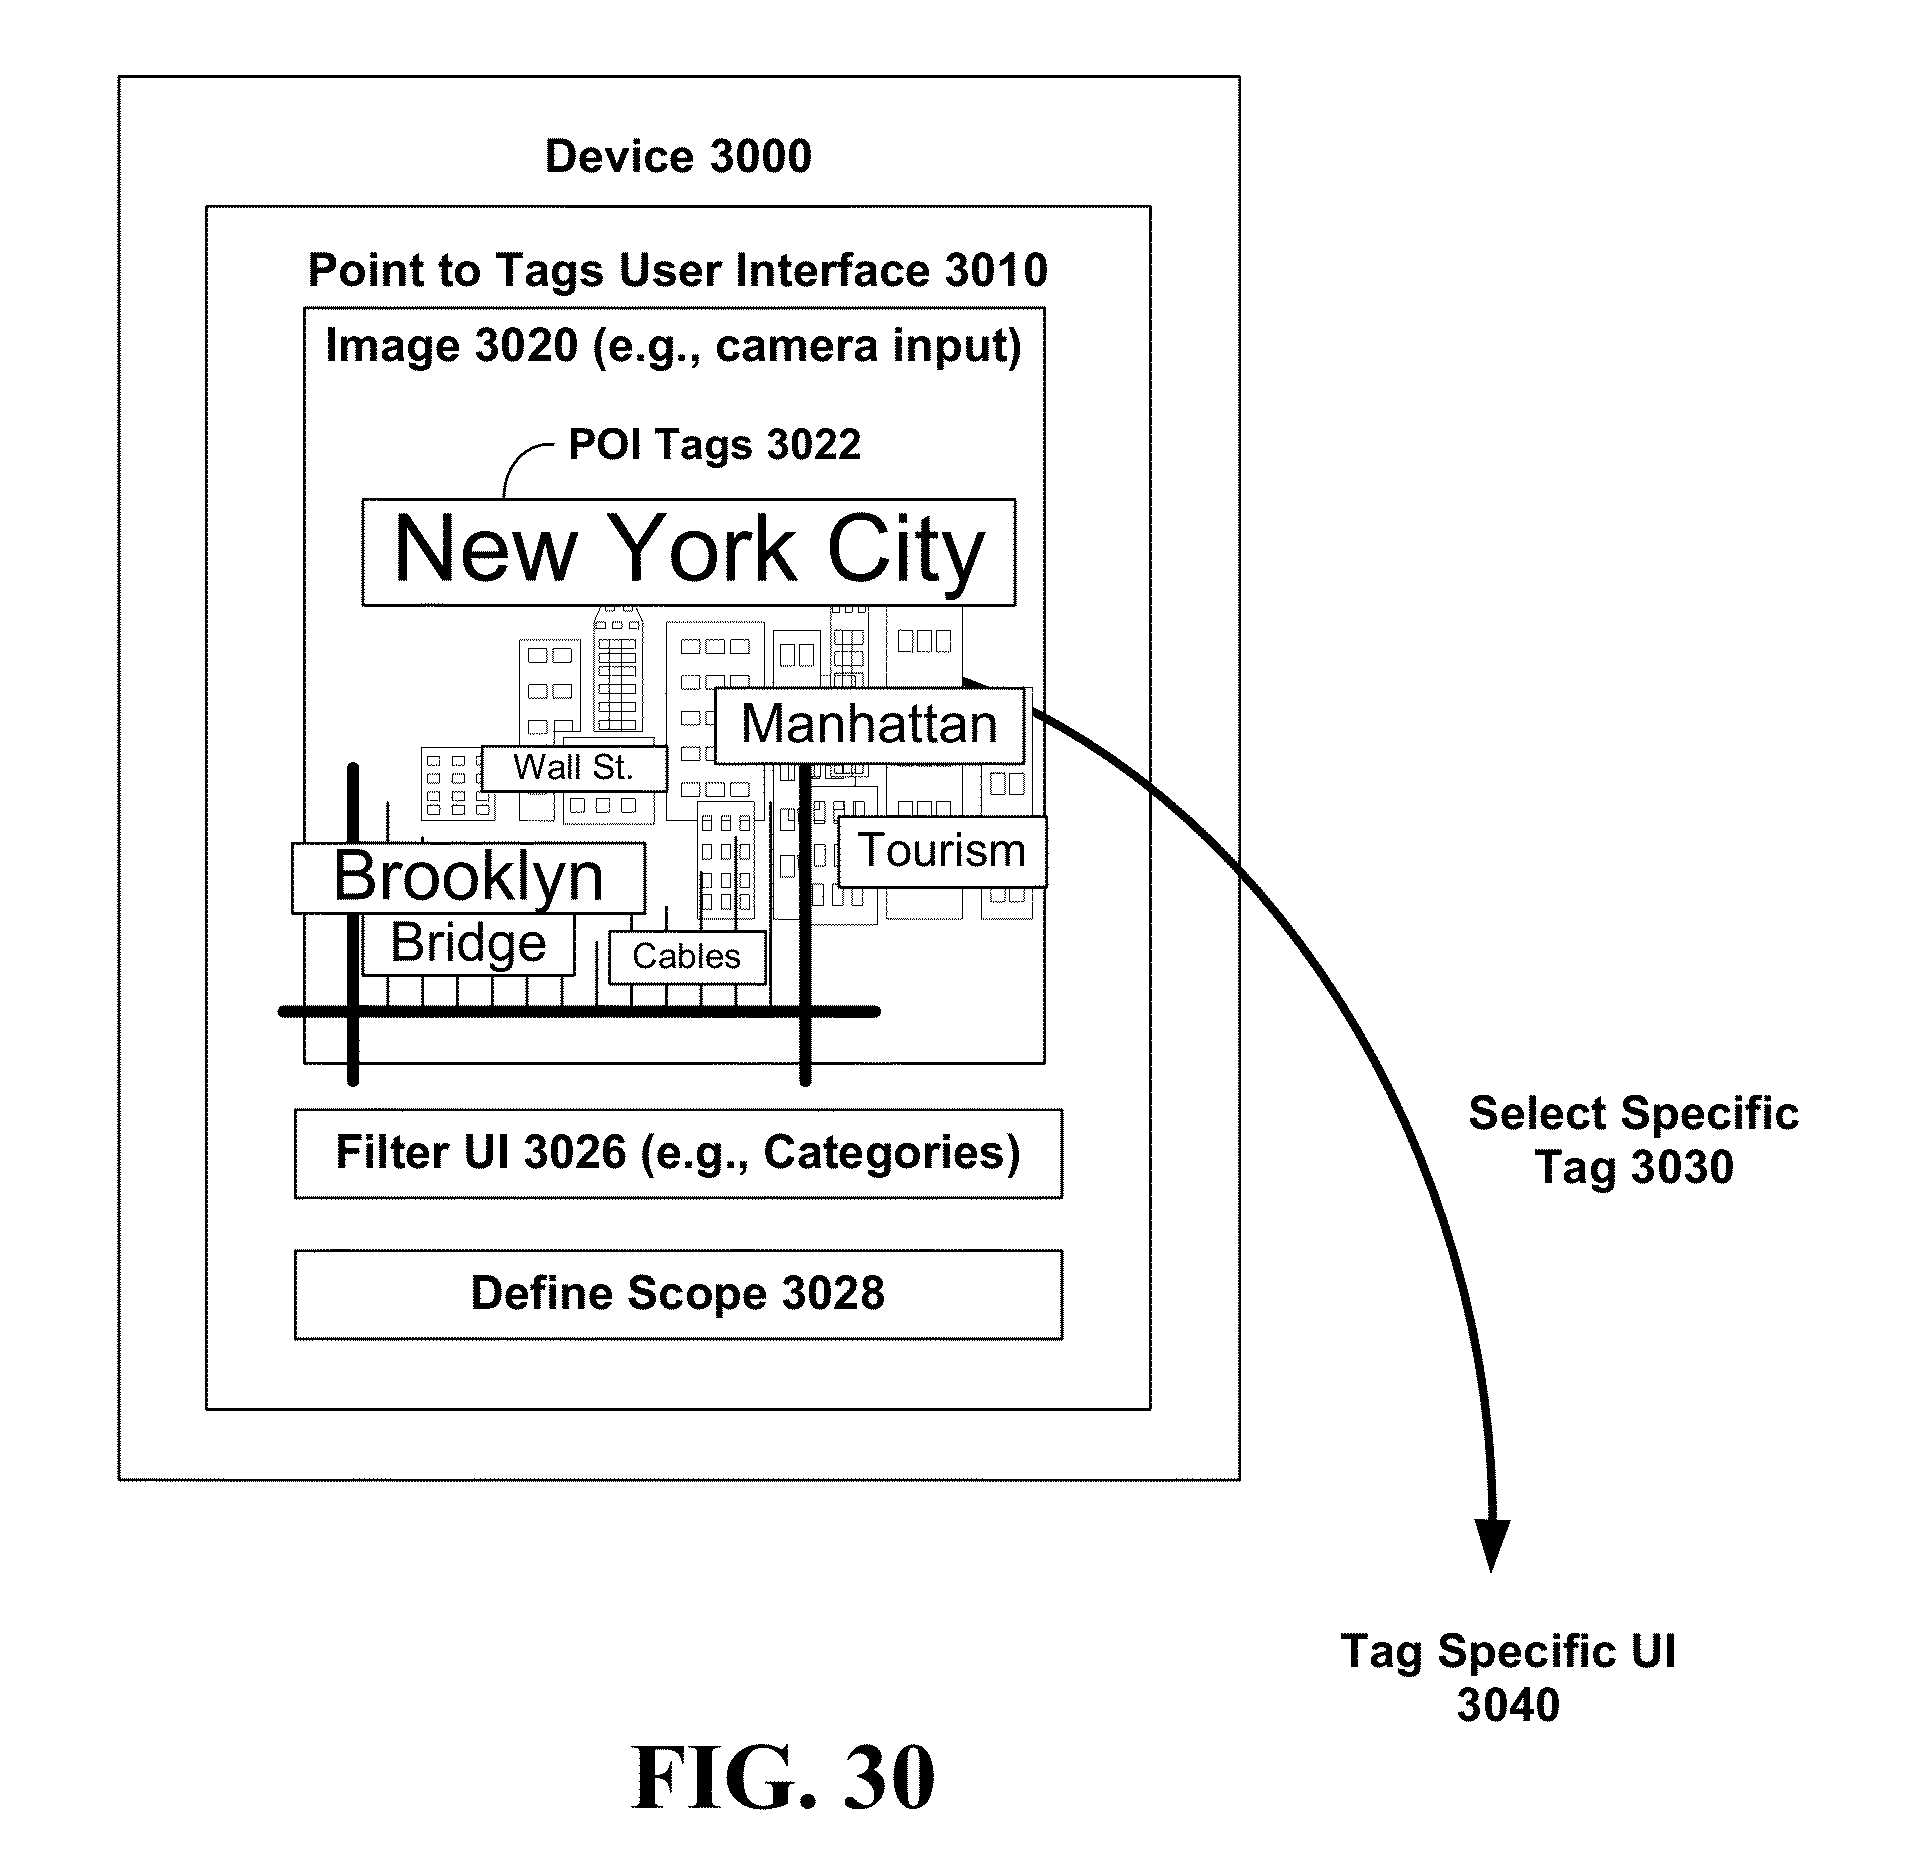 Device 3000
Point to Tags User Interface 3010
Image 3020 (e.g., camera input)
POI Tags 3022
New York City
Manhattan
Wall St.
Tourism
Brooklyn
Bridge
Cables
Filter UI 3026 (e.g., Categories)
Define Scope 3028
Select Specific
Tag 3030
Tag Specific UI
3040
FIG. 30